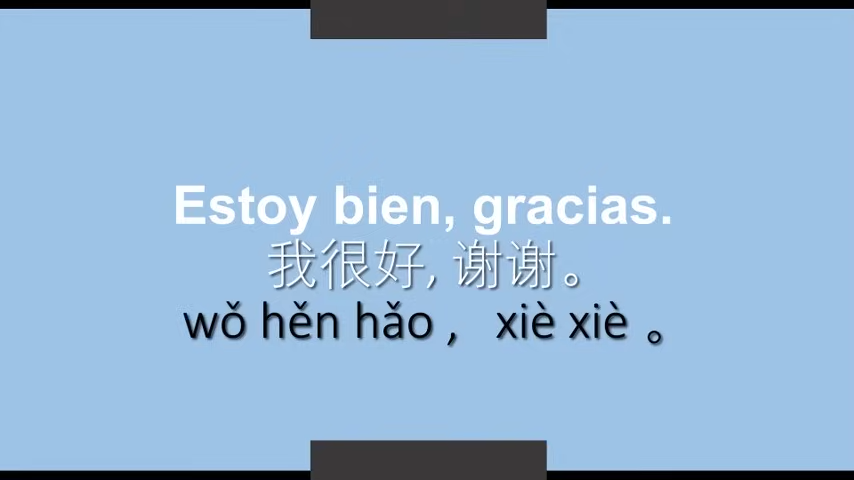 Estoy bien, gracias.
我很好, 谢谢。
wǒ hěn hǎo ,  xiè xiè 。